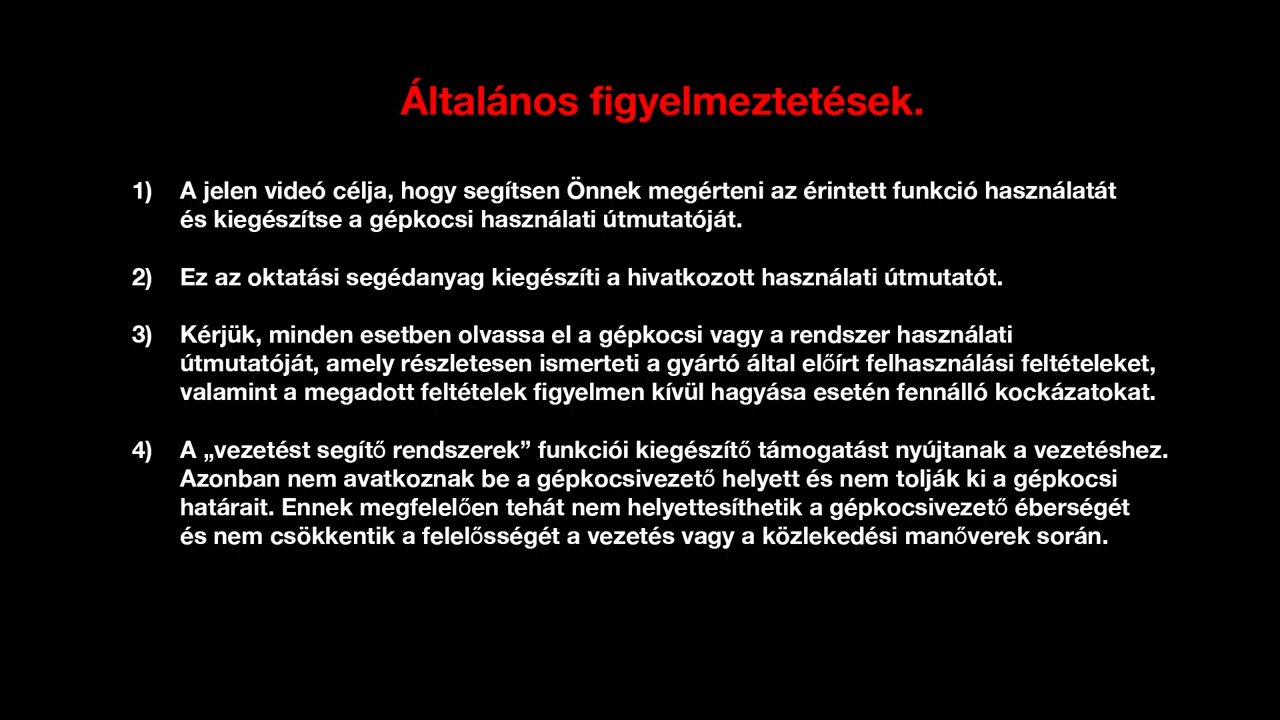 Általános figyelmeztetések.
1) A jelen videó célja, hogy segítsen Önnek megérteni az érintett funkció használatát
és kiegészítse a gépkocsi használati útmutatóját.
2) Ez az oktatási segédanyag kiegészíti a hivatkozott használati útmutatót.
3) Kérjük, minden esetben olvassa el a gépkocsi vagy a rendszer használati
útmutatóját, amely részletesen ismerteti a gyártó által előírt felhasználási feltételeket,
valamint a megadott feltételek figyelmen kívül hagyása esetén fennálló kockázatokat.
4) A „vezetést segítő rendszerek” funkciói kiegészítő támogatást nyújtanak a vezetéshez.
Azonban nem avatkoznak be a gépkocsivezető helyett és nem tolják ki a gépkocsi
határait. Ennek megfelelően tehát nem helyettesíthetik a gépkocsivezető éberségét
és nem csökkentik a felelősségét a vezetés vagy a közlekedési manőverek során.